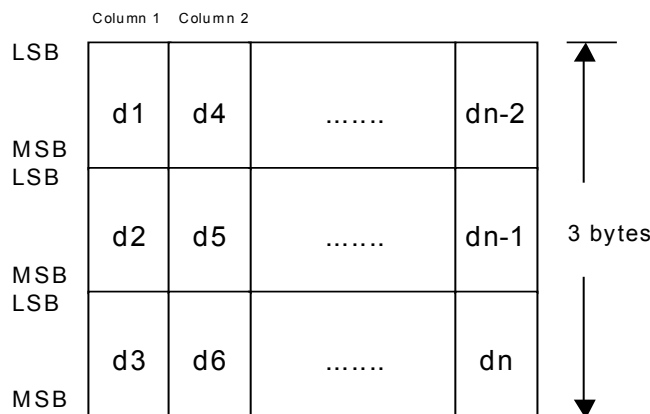 Column 1 Column 2
LSB
d1 d4 ....... dn-2
MSB
LSB
d2 d5 ....... dn-1 3 bytes
MSB
LSB
d3 d6 ....... dn
MSB